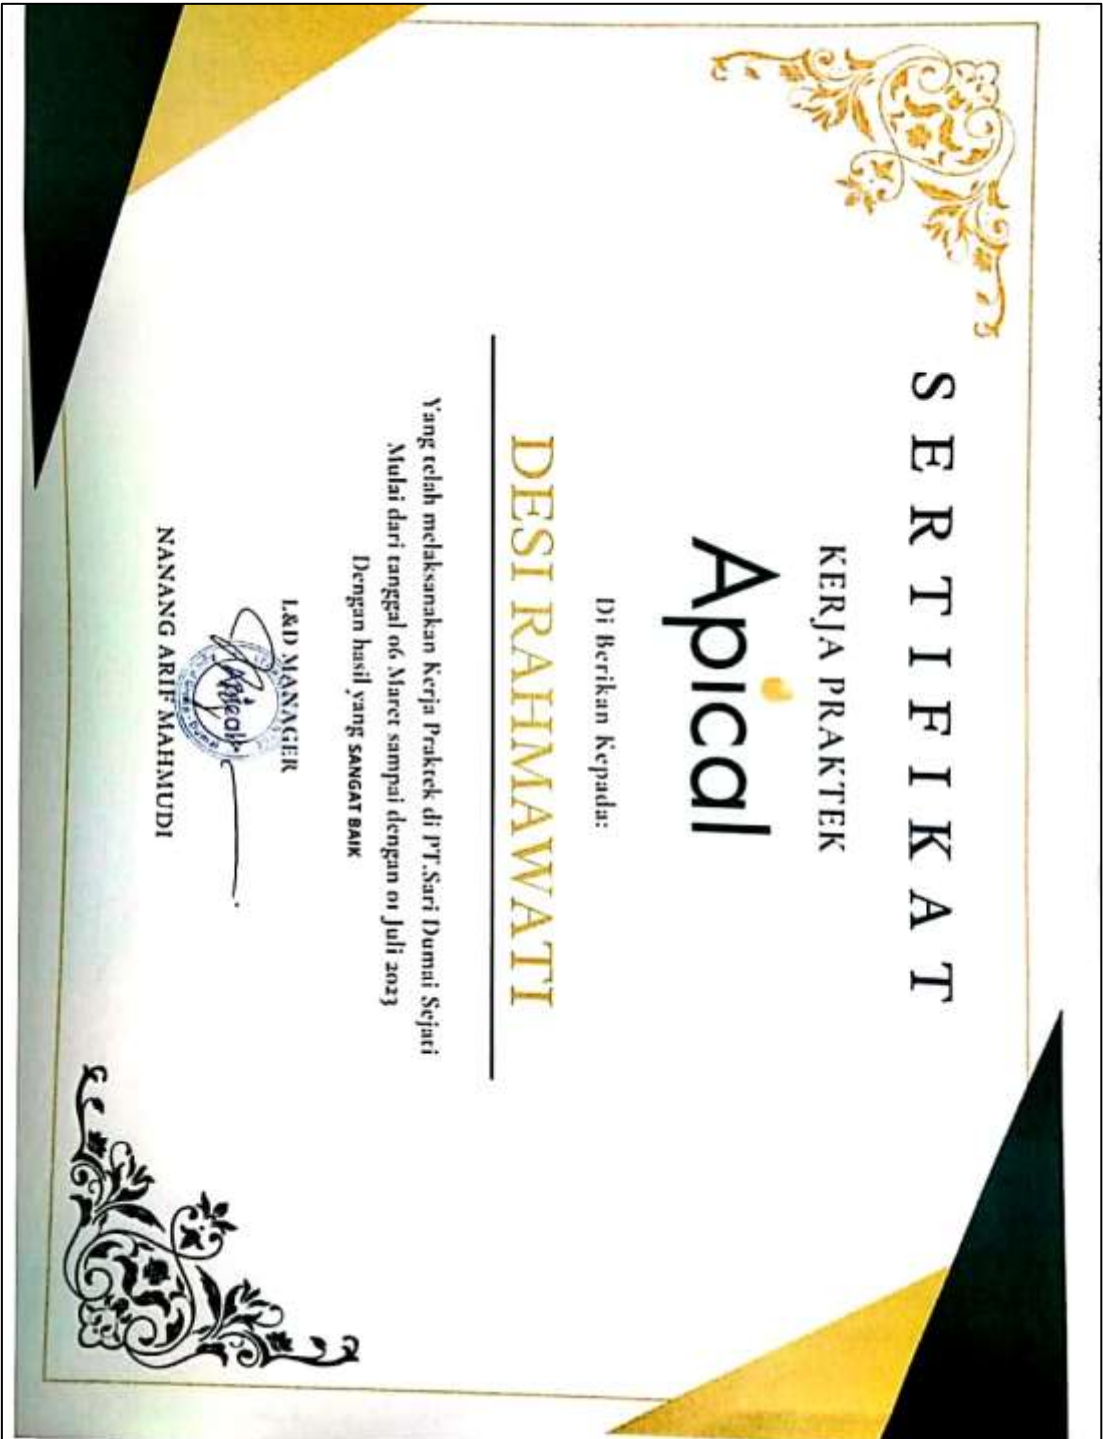 SERTIFIKAT
KERJA PRAKTEK
Apical
Di Berikan Kepada:
DESI RAHMAWATI
Yang telah melaksanakan Kerja Praktek di PT.Sari Dumai Sejati
Mulai dari tanggal 06 Maret sampai dengan 01 Juli 2023
Dengan hasil yang SANGAT BAIK
L&D MANAGER
Apical
Dumai
NANANG ARIF MAHMUDI